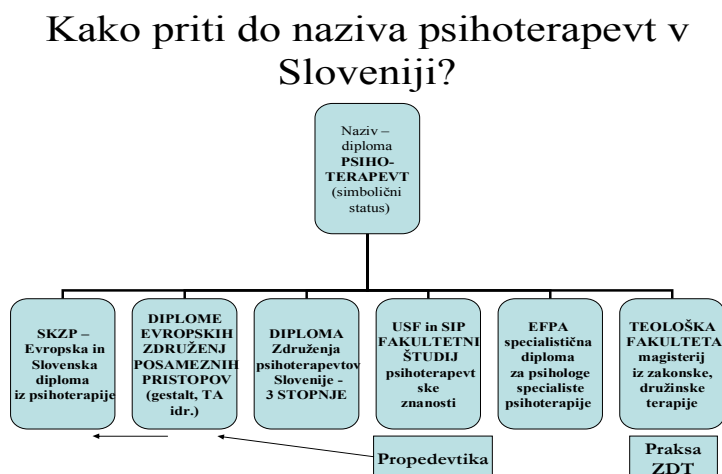 Kako priti do naziva psihoterapevt v
Sloveniji?
Naziv –
diploma
PSIHO-
TERAPEVT
(simbolični
status)
SKZP –
Evropska in
Slovenska
diploma
iz psihoterapije
DIPLOME
EVROPSKIH
ZDRUŽENJ
POSAMEZNIH
PRISTOPOV
(gestalt, TA
idr.)
DIPLOMA
Združenja
psihoterapevtov
Slovenije -
3 STOPNJE
USF in SIP
FAKULTETNI
ŠTUDIJ
psihoterapevt
ske
znanosti
EFPA
specialistična
diploma
za psihologe
specialiste
psihoterapije
TEOLOŠKA
FAKULTETA
magisterij
iz zakonske,
družinske
terapije
Propedevtika
Praksa
ZDT